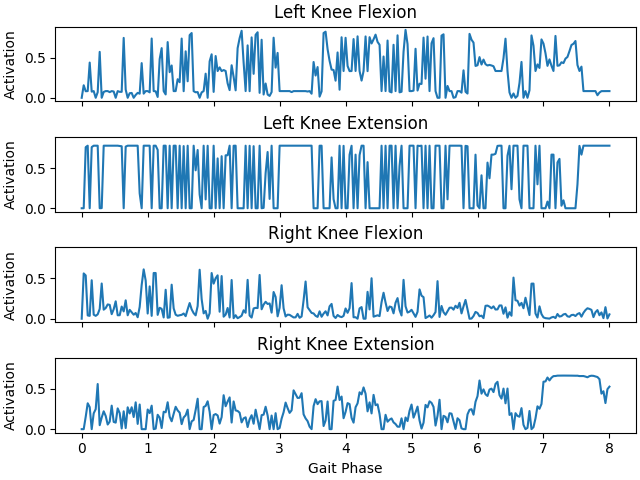 Left Knee Flexion
Activation
0.5
0.0
Left Knee Extension
Activation
0.5
0.0
Right Knee Flexion
Activation
0.5
0.0
Right Knee Extension
Activation
0.5
0.0
0 1 2 3 4 5 6 7 8
Gait Phase